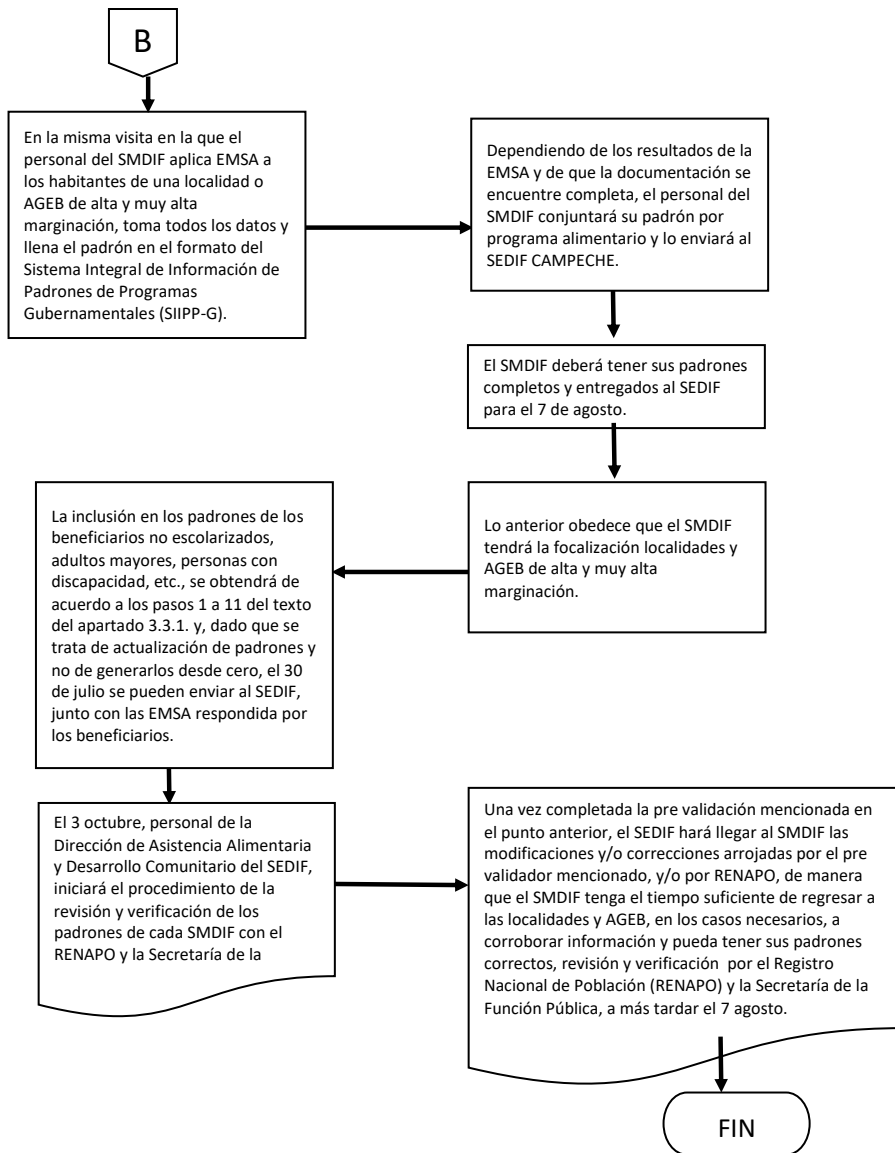 B
En la misma visita en la que el
personal del SMDIF aplica EMSA a
los habitantes de una localidad o
AGEB de alta y muy alta
marginación, toma todos los datos y
llena el padrón en el formato del
Sistema Integral de Información de
Padrones de Programas
Gubernamentales (SIIPP-G).
Dependiendo de los resultados de la
EMSA y de que la documentación se
encuentre completa, el personal del
SMDIF conjuntará su padrón por
programa alimentario y lo enviará al
SEDIF CAMPECHE.
El SMDIF deberá tener sus padrones
completos y entregados al SEDIF
para el 7 de agosto.
Lo anterior obedece que el SMDIF
tendrá la focalización localidades y
AGEB de alta y muy alta
marginación.
La inclusión en los padrones de los
beneficiarios no escolarizados,
adultos mayores, personas con
discapacidad, etc., se obtendrá de
acuerdo a los pasos 1 a 11 del texto
del apartado 3.3.1. y, dado que se
trata de actualización de padrones y
no de generarlos desde cero, el 30
de julio se pueden enviar al SEDIF,
junto con las EMSA respondida por
los beneficiarios.
El 3 octubre, personal de la
Dirección de Asistencia Alimentaria
y Desarrollo Comunitario del SEDIF,
iniciará el procedimiento de la
revisión y verificación de los
padrones de cada SMDIF con el
RENAPO y la Secretaría de la
Una vez completada la pre validación mencionada en
el punto anterior, el SEDIF hará llegar al SMDIF las
modificaciones y/o correcciones arrojadas por el pre
validador mencionado, y/o por RENAPO, de manera
que el SMDIF tenga el tiempo suficiente de regresar a
las localidades y AGEB, en los casos necesarios, a
corroborar información y pueda tener sus padrones
correctos, revisión y verificación por el Registro
Nacional de Población (RENAPO) y la Secretaría de la
Función Pública, a más tardar el 7 agosto.
FIN